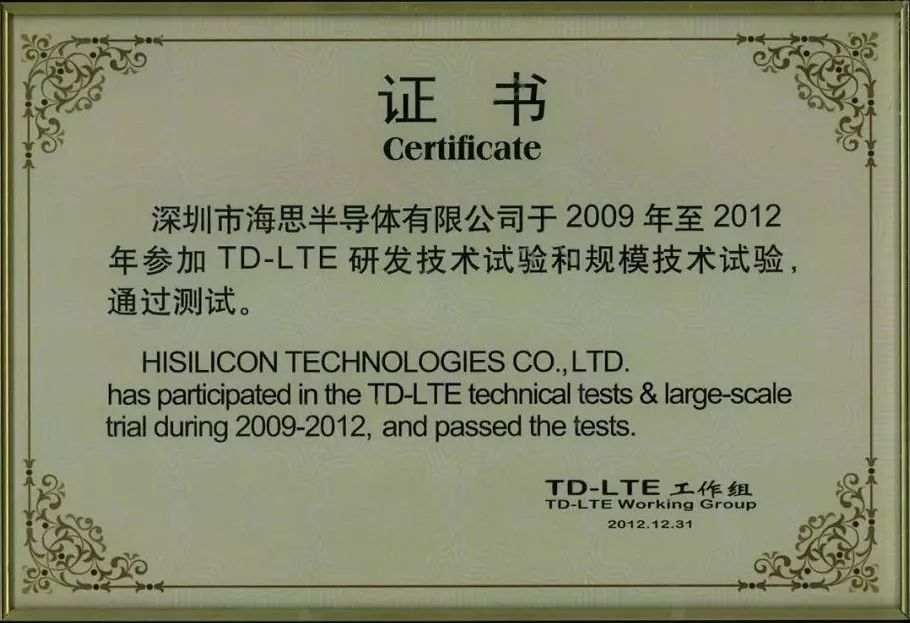 证 书
Certificate
深圳市海思半导体有限公司于 2009 年至 2012
年参加 TD-LTE 研发技术试验和规模技术试验，
通过测试。
HISILICON TECHNOLOGIES CO.,LTD.
has participated in the TD-LTE technical tests & large-scale
trial during 2009-2012, and passed the tests.
TD-LTE 工作组
TD-LTE Working Group
2012.12.31